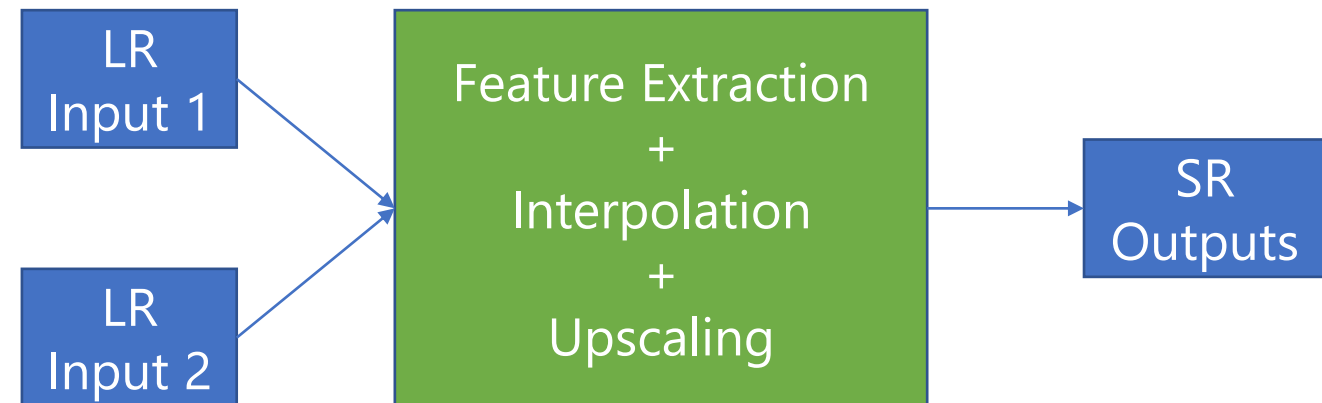 LR
Input 1
LR
Input 2
Feature Extraction
+
Interpolation
+
Upscaling
SR
Outputs